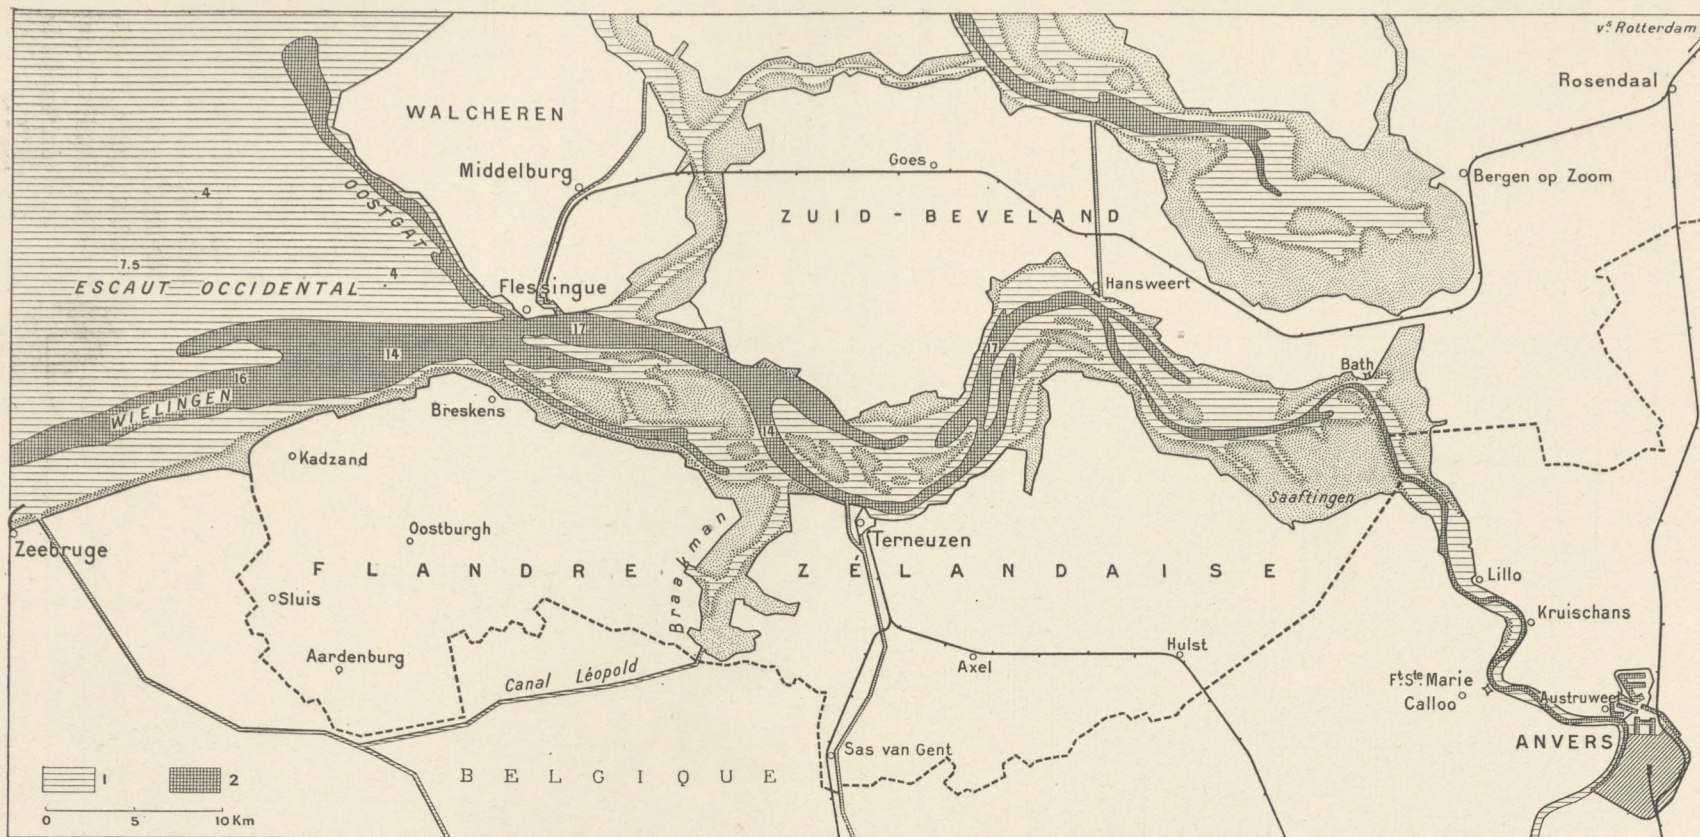 vs. Rotterdam
Rosendaal
WALCHEREN
Middelburg
Goes
Bergen op Zoom
OOSTGAT
4
ZUID - BEVELAND
7.5
4
ESCAUT OCCIDENTAL
Flessingue
Hansweert
17
14
17
16
WIELINGEN
Bath
Breskens
14
Kadzand
Saaftingen
Oostburgh
Zeebruge
Terneuzen
Braakman
FLANDRE ZÉLANDAISE
Lillo
Sluis
Kruischans
Aardenburg
Axel
Hulst
Canal Léopold
Ft. Ste. Marie
Calloo
Austruweel
ANVERS
Sas van Gent
BELGIQUE
1
2
0 5 10 Km